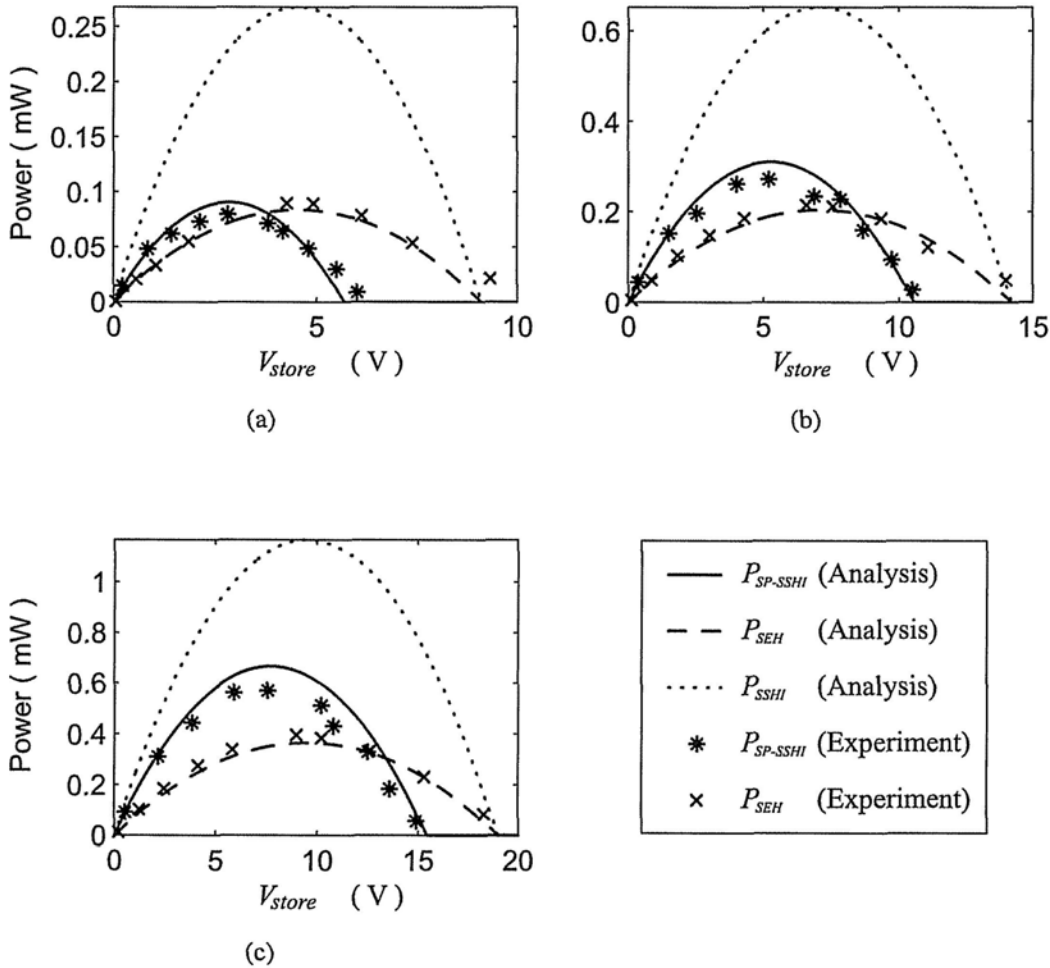 0.25
0.2
0.15
0.1
0.05
0
Power ( mW )
0 5 10
V_store ( V )
(a)
0.6
0.4
0.2
0
Power ( mW )
0 5 10 15
V_store ( V )
(b)
1
0.8
0.6
0.4
0.2
0
Power ( mW )
0 5 10 15 20
V_store ( V )
(c)
P_SP-SSHI (Analysis)
P_SEH (Analysis)
P_SSHI (Analysis)
P_SP-SSHI (Experiment)
P_SEH (Experiment)